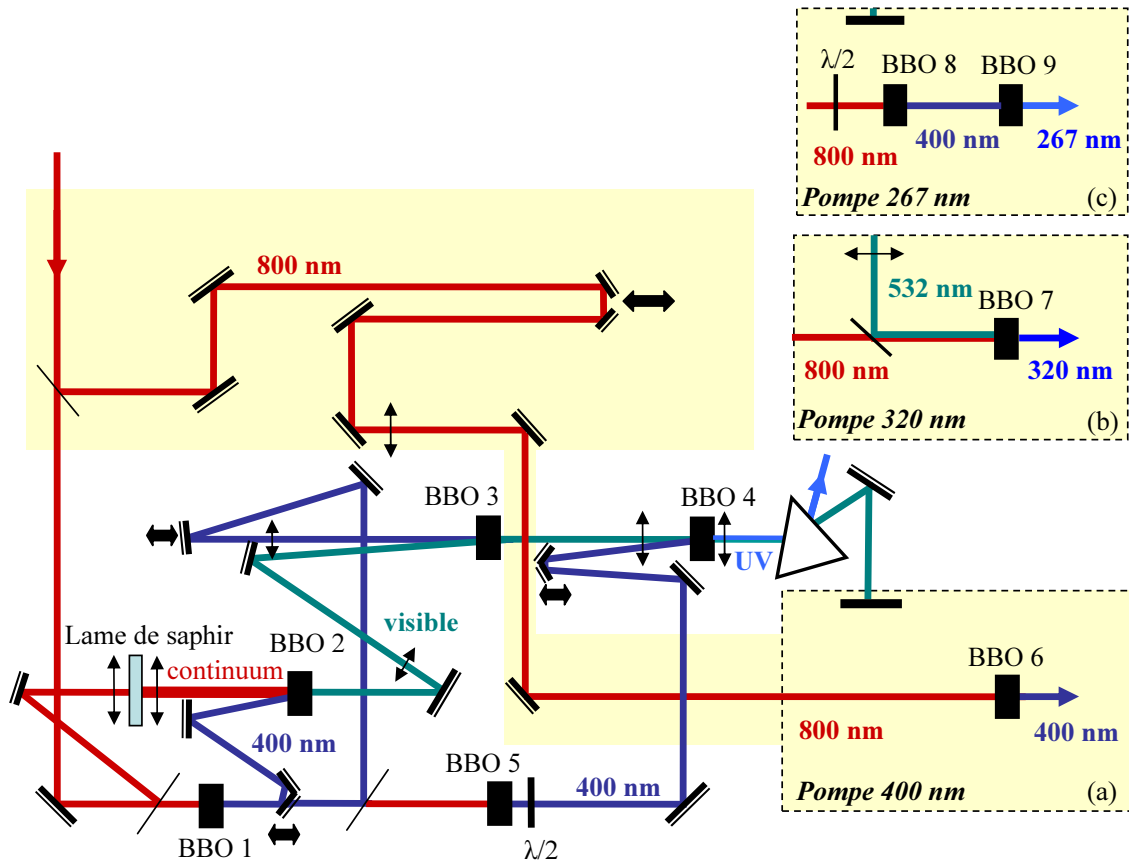 λ/2
BBO 8
BBO 9
800 nm
400 nm
267 nm
Pompe 267 nm
(c)
532 nm
BBO 7
800 nm
320 nm
Pompe 320 nm
(b)
800 nm
BBO 3
BBO 4
UV
visible
Lame de saphir
continuum
BBO 2
400 nm
BBO 1
BBO 5
400 nm
λ/2
BBO 6
800 nm
400 nm
Pompe 400 nm
(a)